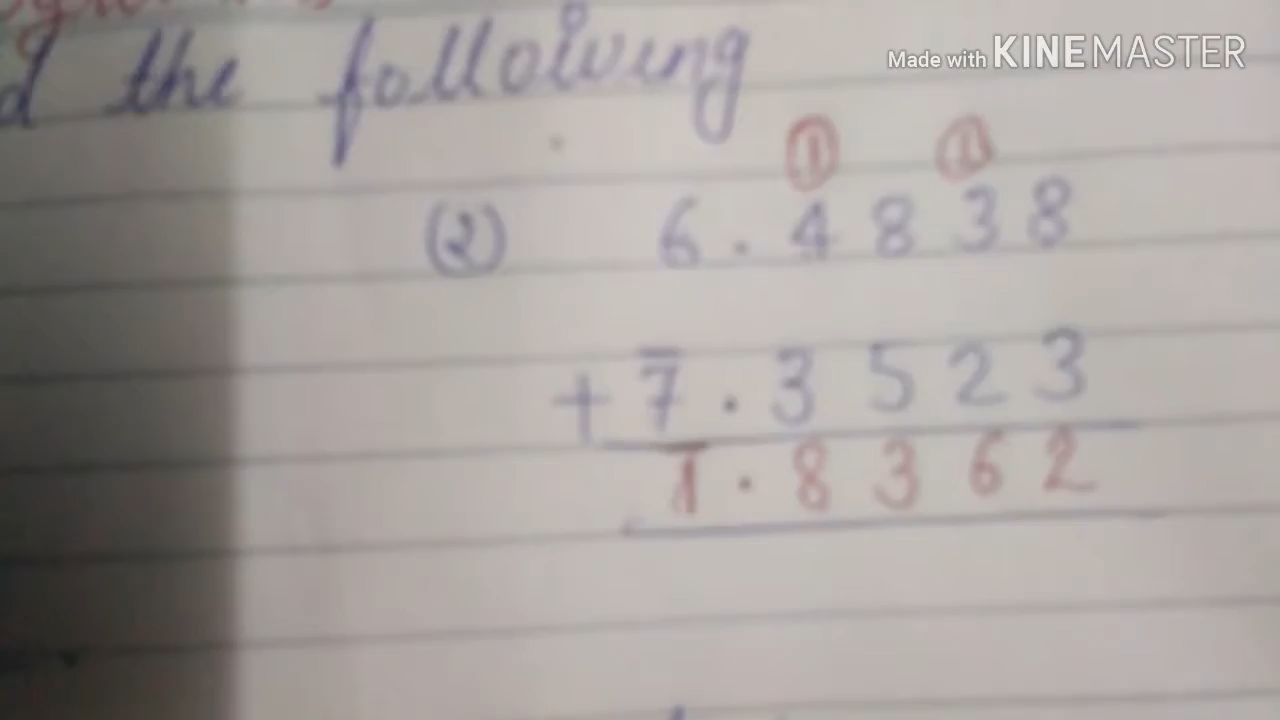 Made with KINEMASTER
d the following
① ①
(2) 6.4838
+ 7̄.3523
1̄.8362